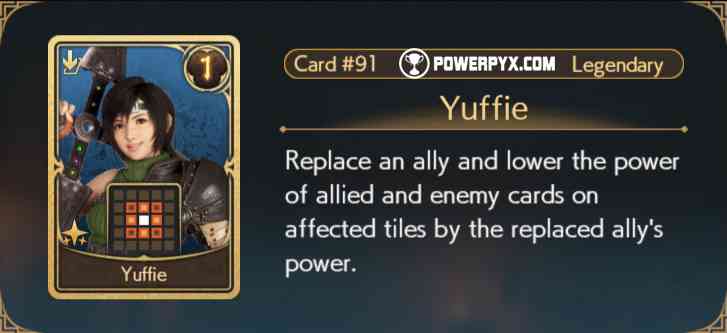 1
Card #91 POWERPYX.COM Legendary
Yuffie
Replace an ally and lower the power
of allied and enemy cards on
affected tiles by the replaced ally's
power.
Yuffie